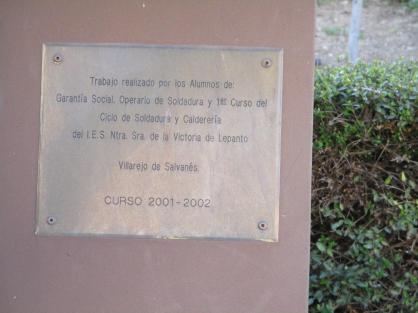 Trabajo realizado por los Alumnos de:
Garantía Social, Operario de Soldadura y 1er Curso del
Ciclo de Soldadura y Calderería
del I.E.S. Ntra. Sra. de la Victoria de Lepanto
Villarejo de Salvanés.
CURSO 2001-2002